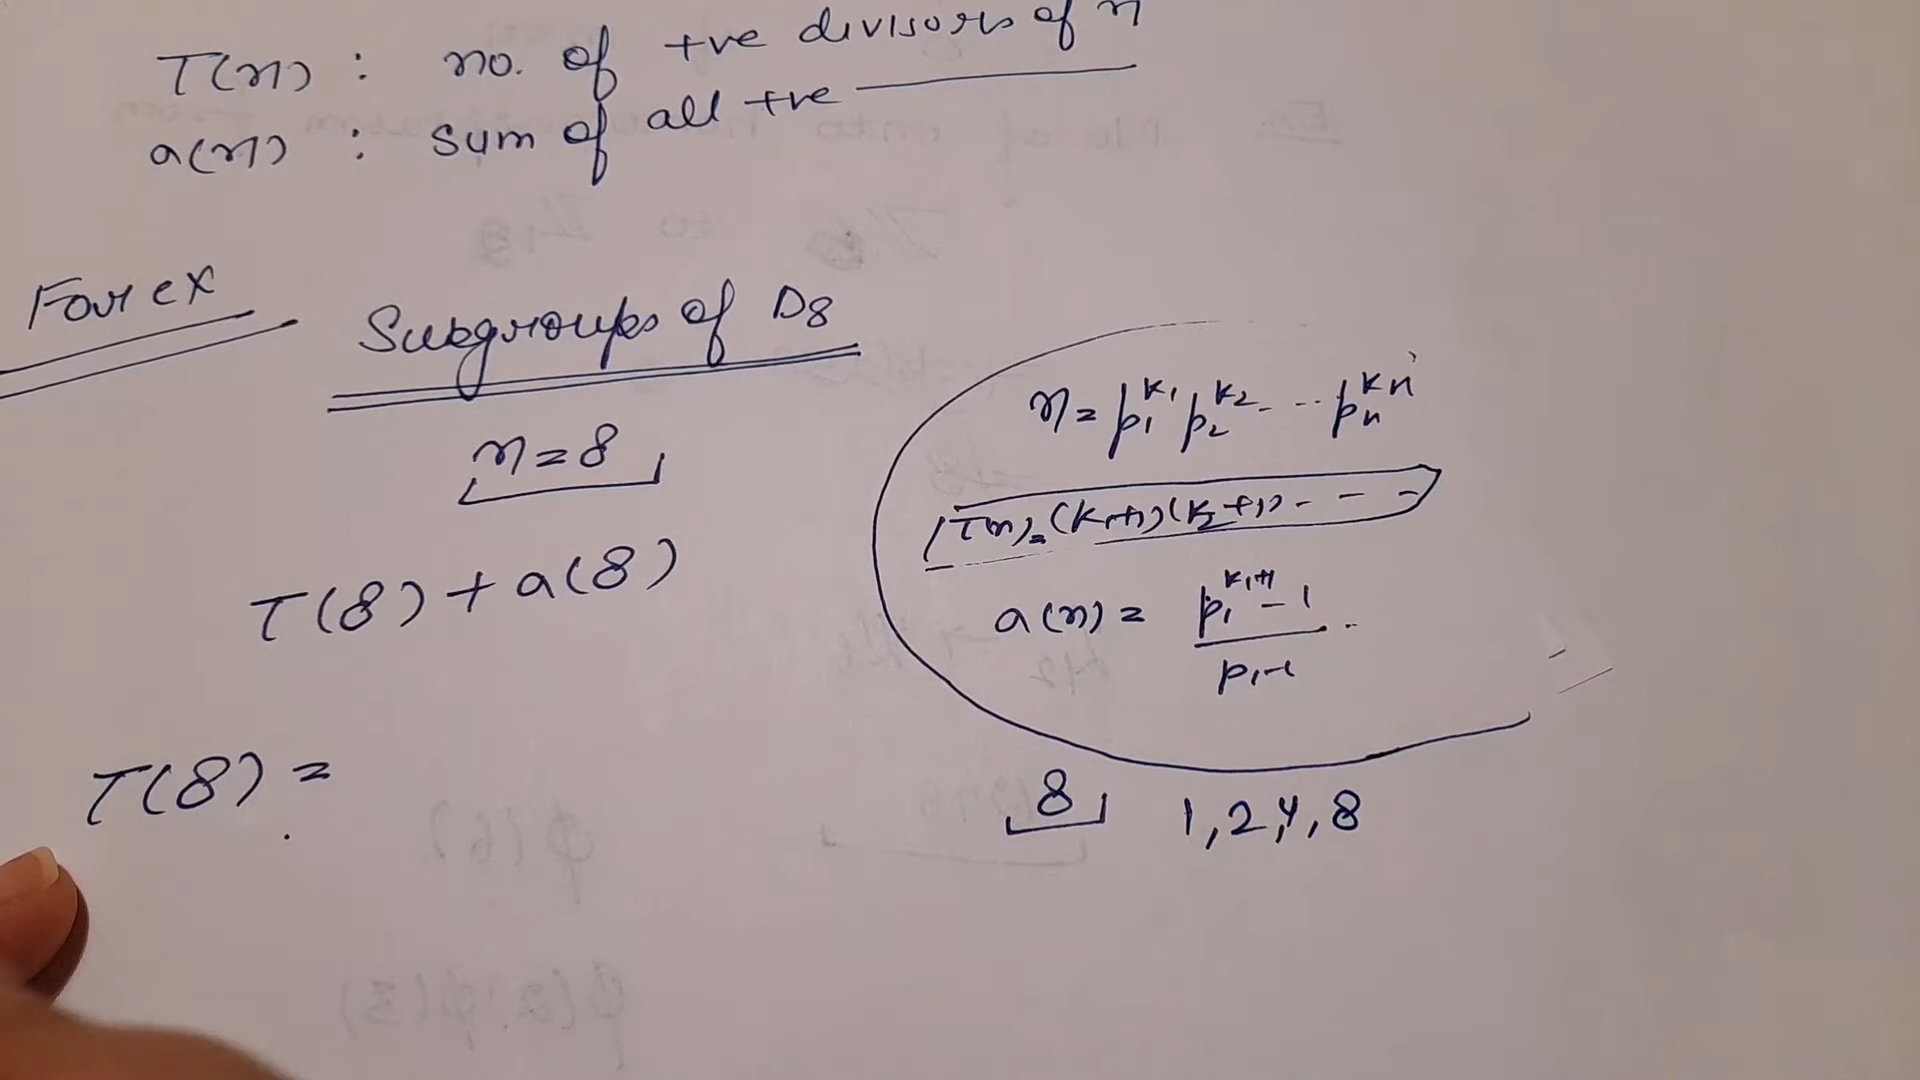 T(n) : no. of +ve divisors of n
a(n) : sum of all +ve
For ex
Subgroups of D8
n=8
T(8)+a(8)
n= p₁^k₁ p₂^k₂ - - - pₙ^kn
T(n)=(k₁+1)(k₂+1) - - -
a(n) = (p₁^(k₁+1) - 1) / (p₁-1) ..
T(8) =
8 1,2,4,8